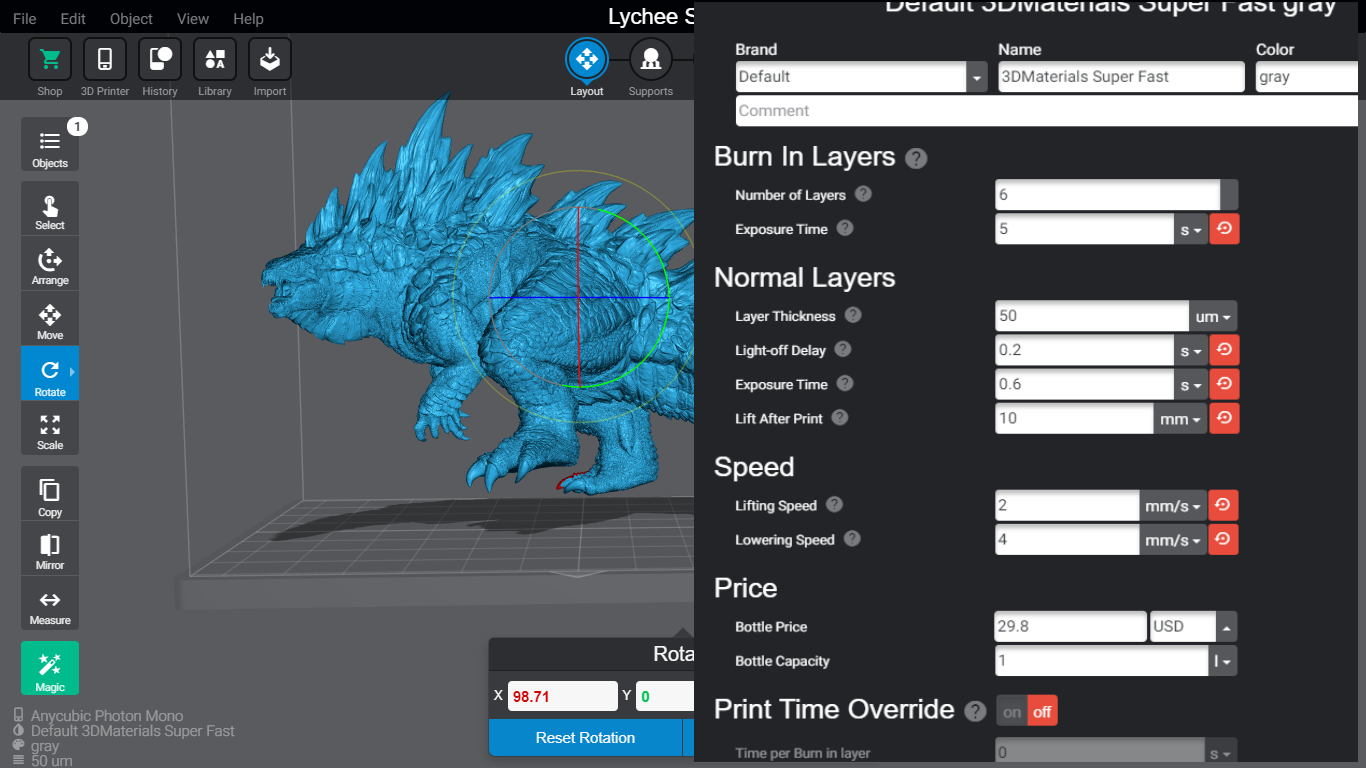 File Edit Object View Help
Lychee S
Shop 3D Printer History Library Import
Layout Supports
1
Objects
Select
Arrange
Move
Rotate
Scale
Copy
Mirror
Measure
Magic
Anycubic Photon Mono
Default 3DMaterials Super Fast
gray
50 um
Rota
X 98.71 Y 0
Reset Rotation
Default 3DMaterials Super Fast gray
Brand Name Color
Default 3DMaterials Super Fast gray
Comment
Burn In Layers ?
Number of Layers ? 6
Exposure Time ? 5 s
Normal Layers
Layer Thickness ? 50 um
Light-off Delay ? 0.2 s
Exposure Time ? 0.6 s
Lift After Print ? 10 mm
Speed
Lifting Speed ? 2 mm/s
Lowering Speed ? 4 mm/s
Price
Bottle Price 29.8 USD
Bottle Capacity 1 l
Print Time Override ? on off
Time per Burn in layer 0 s